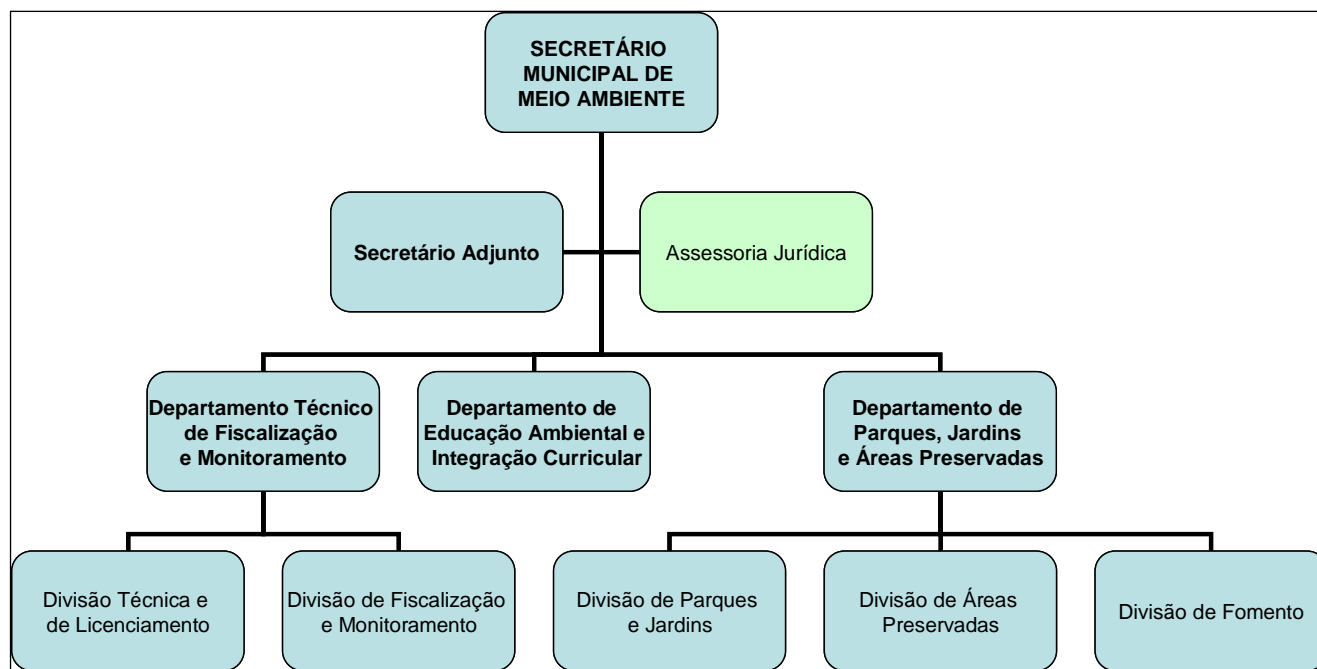 SECRETÁRIO
MUNICIPAL DE
MEIO AMBIENTE
Secretário Adjunto
Assessoria Jurídica
Departamento Técnico
de Fiscalização
e Monitoramento
Departamento de
Educação Ambiental e
Integração Curricular
Departamento de
Parques, Jardins
e Áreas Preservadas
Divisão Técnica e
de Licenciamento
Divisão de Fiscalização
e Monitoramento
Divisão de Parques
e Jardins
Divisão de Áreas
Preservadas
Divisão de Fomento